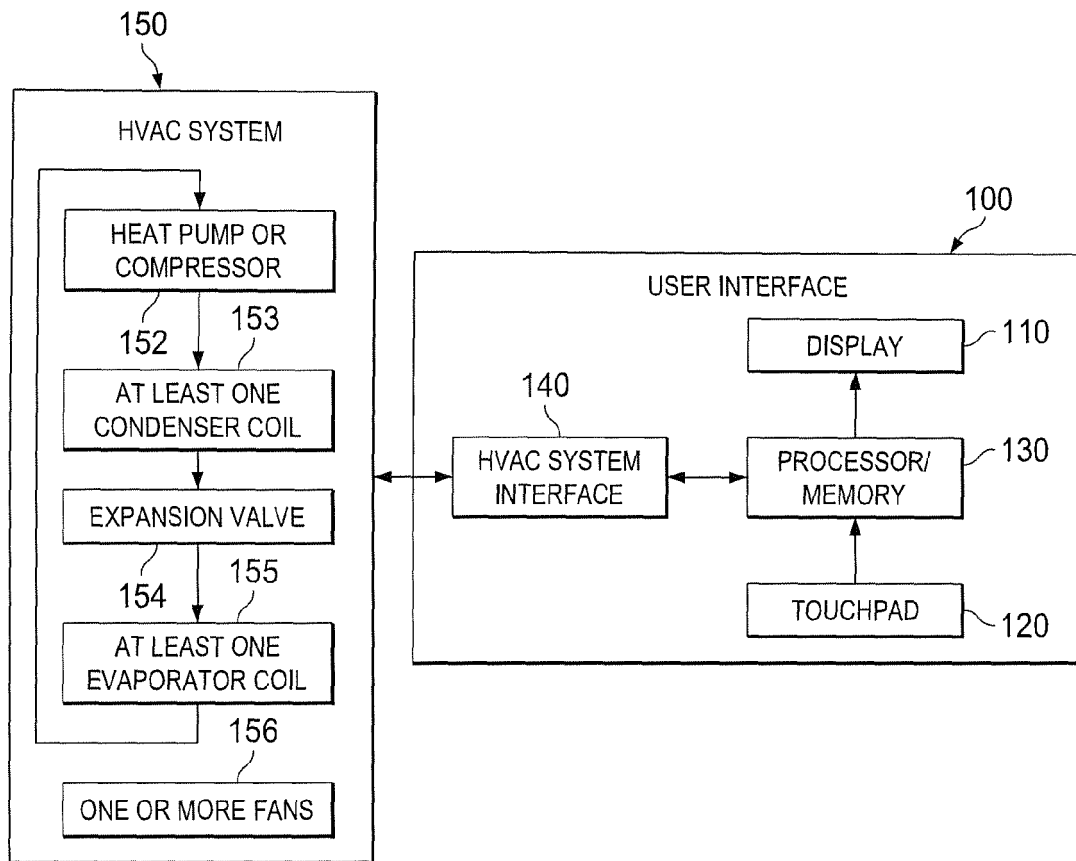 150
HVAC SYSTEM
HEAT PUMP OR
COMPRESSOR
152
153
AT LEAST ONE
CONDENSER COIL
EXPANSION VALVE
154
155
AT LEAST ONE
EVAPORATOR COIL
156
ONE OR MORE FANS
100
USER INTERFACE
DISPLAY
110
140
HVAC SYSTEM
INTERFACE
PROCESSOR/
MEMORY
130
TOUCHPAD
120